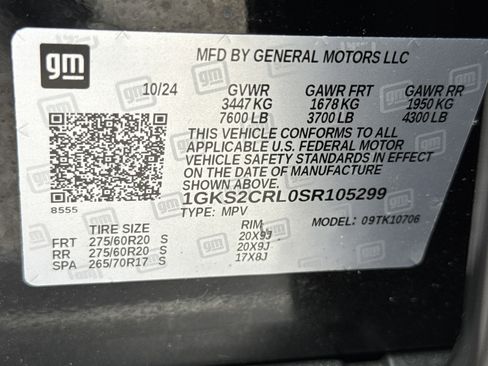 gm
MFD BY GENERAL MOTORS LLC
10/24 GVWR GAWR FRT GAWR RR
3447 KG 1678 KG 1950 KG
7600 LB 3700 LB 4300 LB
THIS VEHICLE CONFORMS TO ALL
APPLICABLE U.S. FEDERAL MOTOR
VEHICLE SAFETY STANDARDS IN EFFECT
ON THE DATE OF MANUFACTURE
SHOWN ABOVE.
8555 1GKS2CRL0SR105299
TYPE: MPV MODEL: 09TK10706
TIRE SIZE RIM
FRT 275/60R20 S 20X9J
RR 275/60R20 S 20X9J
SPA 265/70R17 S 17X8J